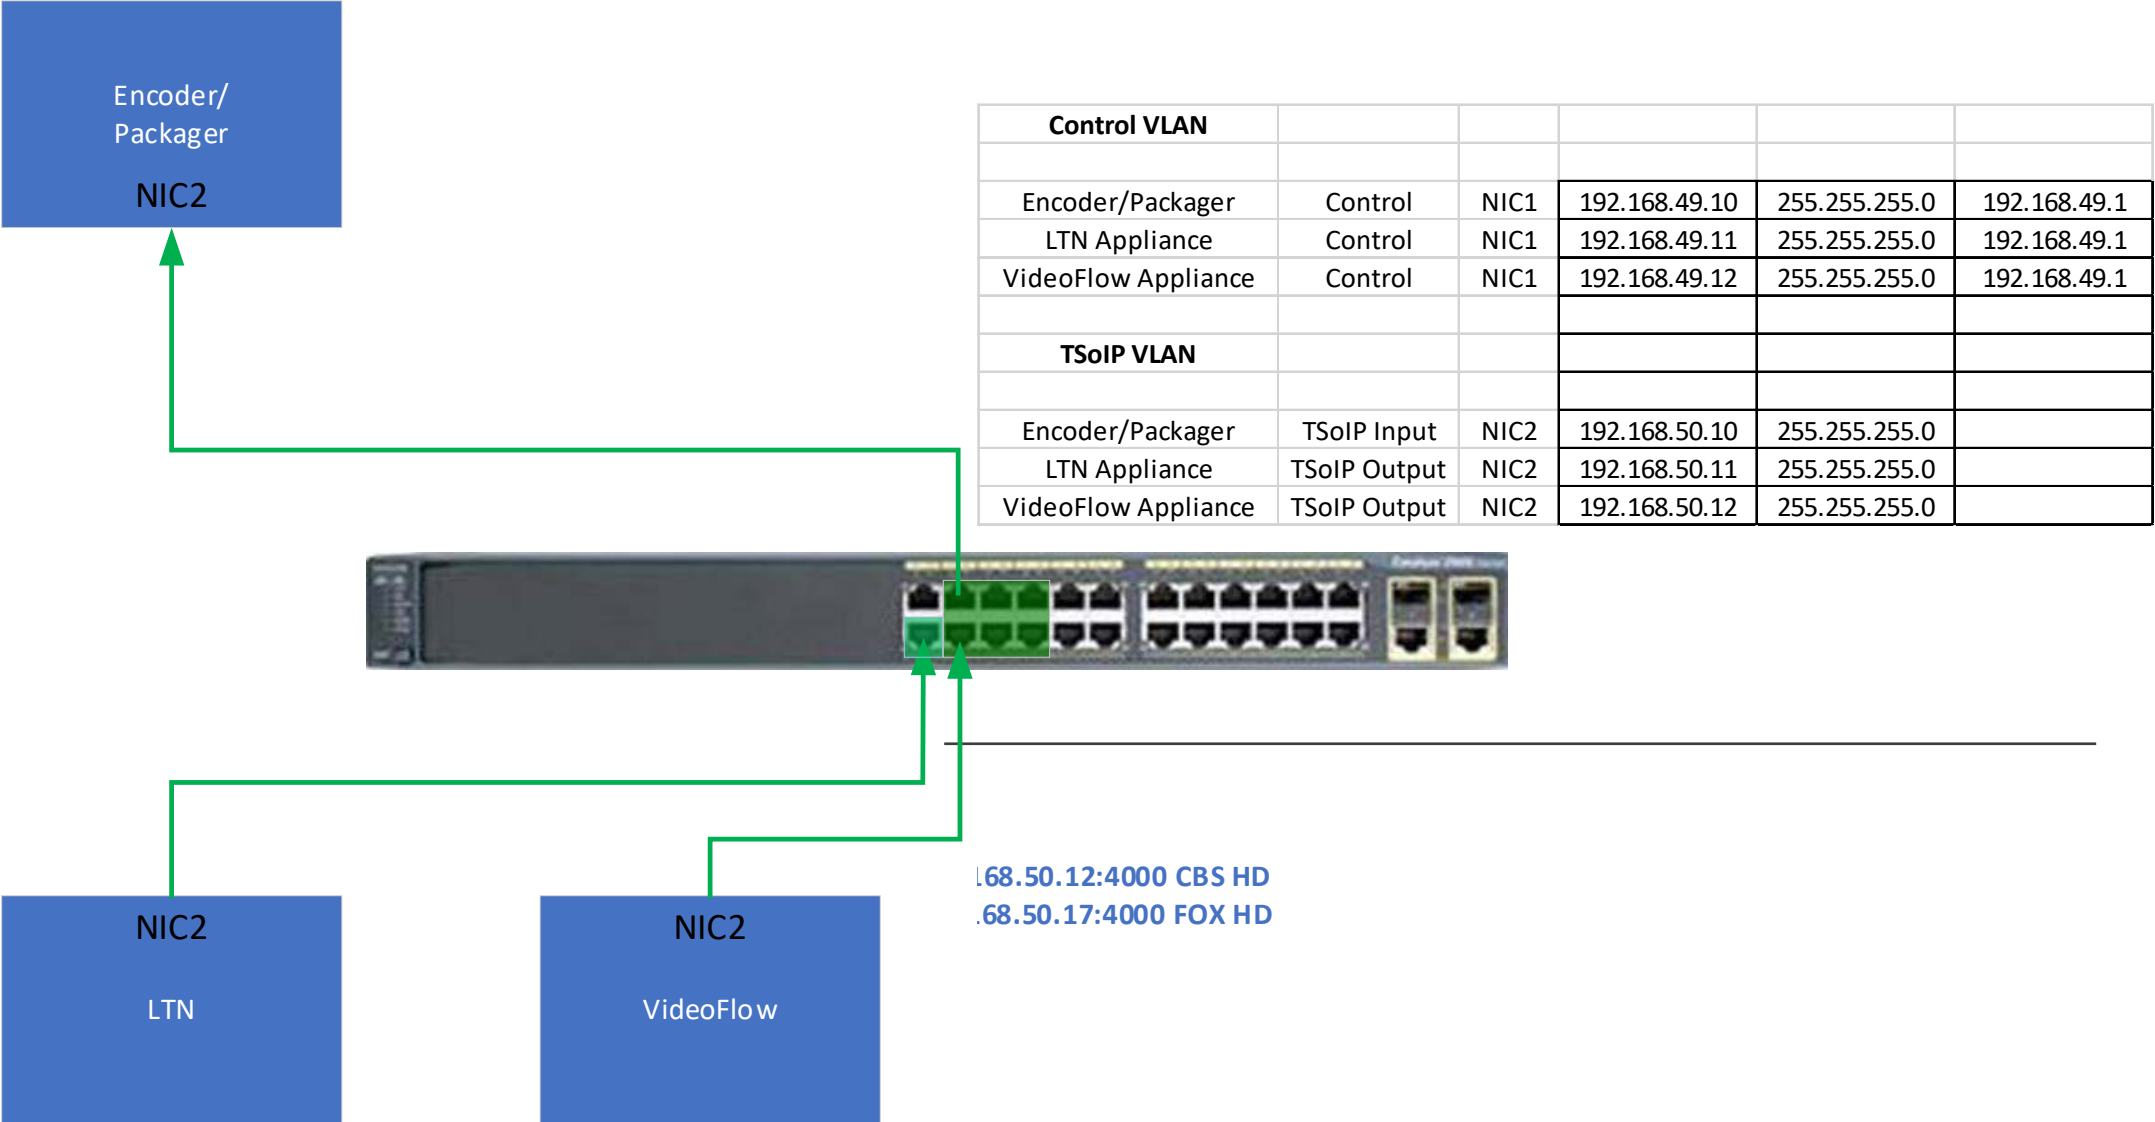 Encoder/
Packager
NIC2
Control VLAN
Encoder/Packager Control NIC1 192.168.49.10 255.255.255.0 192.168.49.1
LTN Appliance Control NIC1 192.168.49.11 255.255.255.0 192.168.49.1
VideoFlow Appliance Control NIC1 192.168.49.12 255.255.255.0 192.168.49.1
TSoIP VLAN
Encoder/Packager TSoIP Input NIC2 192.168.50.10 255.255.255.0
LTN Appliance TSoIP Output NIC2 192.168.50.11 255.255.255.0
VideoFlow Appliance TSoIP Output NIC2 192.168.50.12 255.255.255.0
168.50.12:4000 CBS HD
.68.50.17:4000 FOX HD
NIC2
LTN
NIC2
VideoFlow